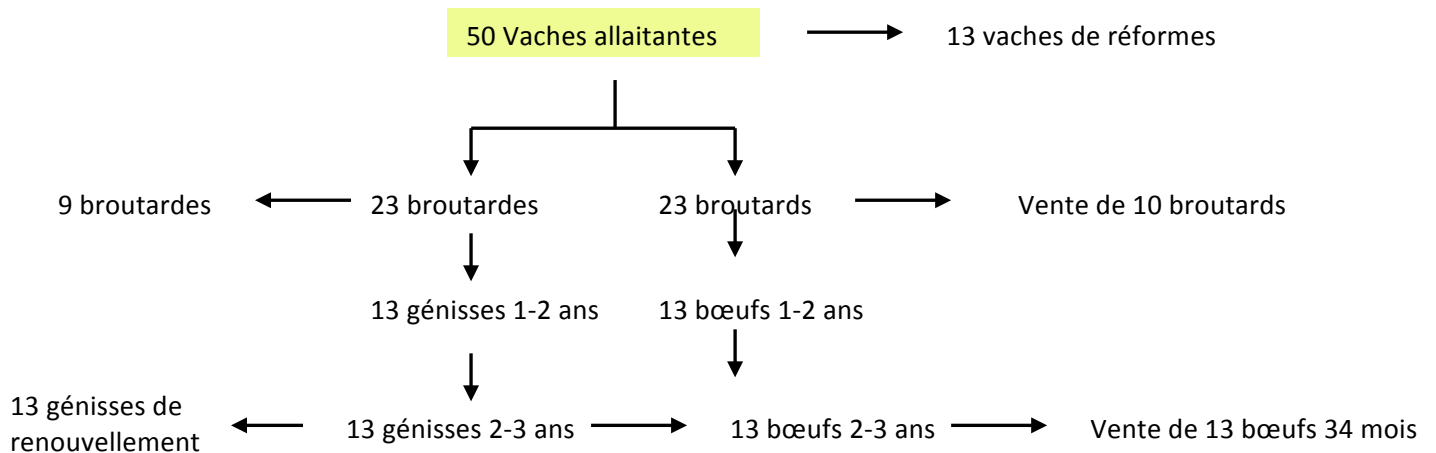 50 Vaches allaitantes
13 vaches de réformes
9 broutardes
23 broutardes
23 broutards
Vente de 10 broutards
13 génisses 1-2 ans
13 bœufs 1-2 ans
13 génisses de
renouvellement
13 génisses 2-3 ans
13 bœufs 2-3 ans
Vente de 13 bœufs 34 mois